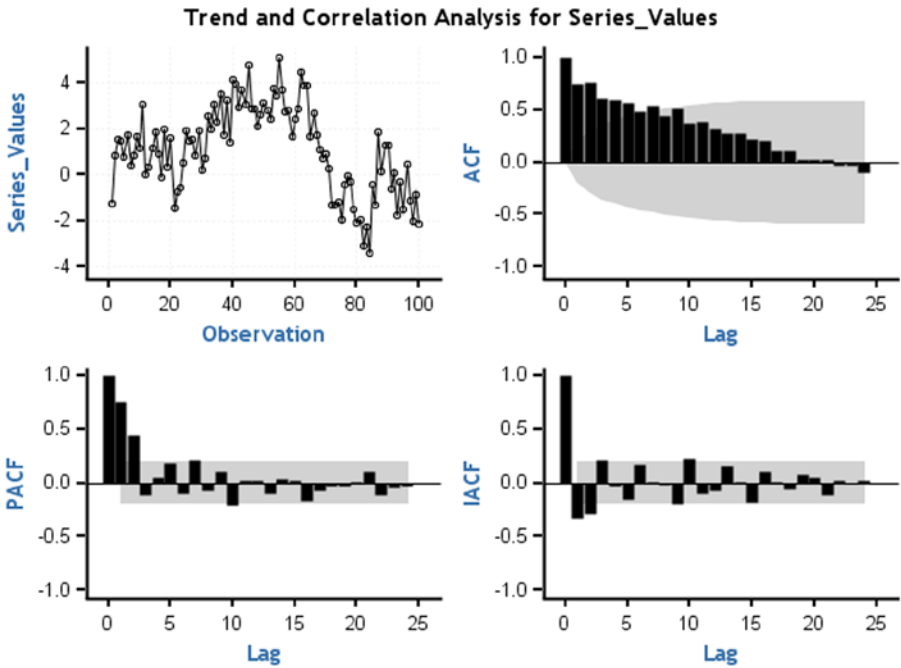 Trend and Correlation Analysis for Series_Values
Series_Values
4
2
0
-2
-4
0 20 40 60 80 100
Observation
ACF
1.0
0.5
0.0
-0.5
-1.0
0 5 10 15 20 25
Lag
PACF
1.0
0.5
0.0
-0.5
-1.0
0 5 10 15 20 25
Lag
IACF
1.0
0.5
0.0
-0.5
-1.0
0 5 10 15 20 25
Lag